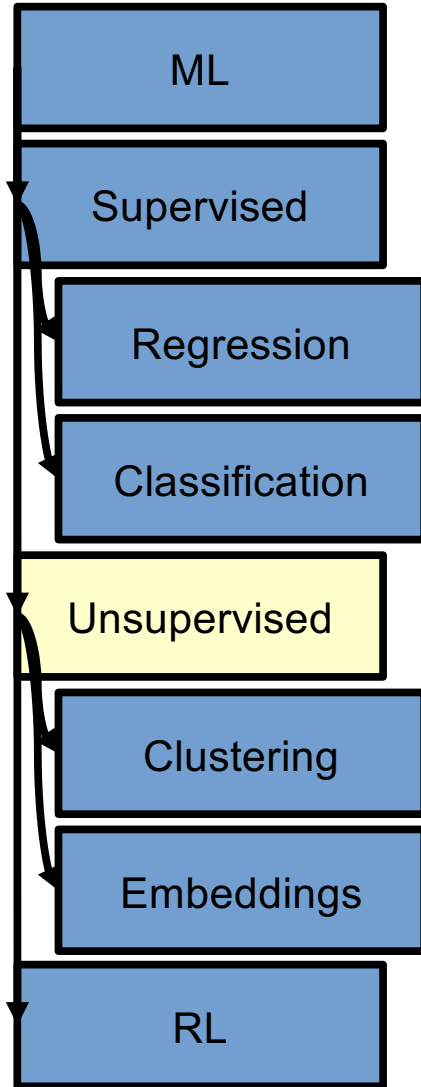 ML
Supervised
Regression
Classification
Unsupervised
Clustering
Embeddings
RL